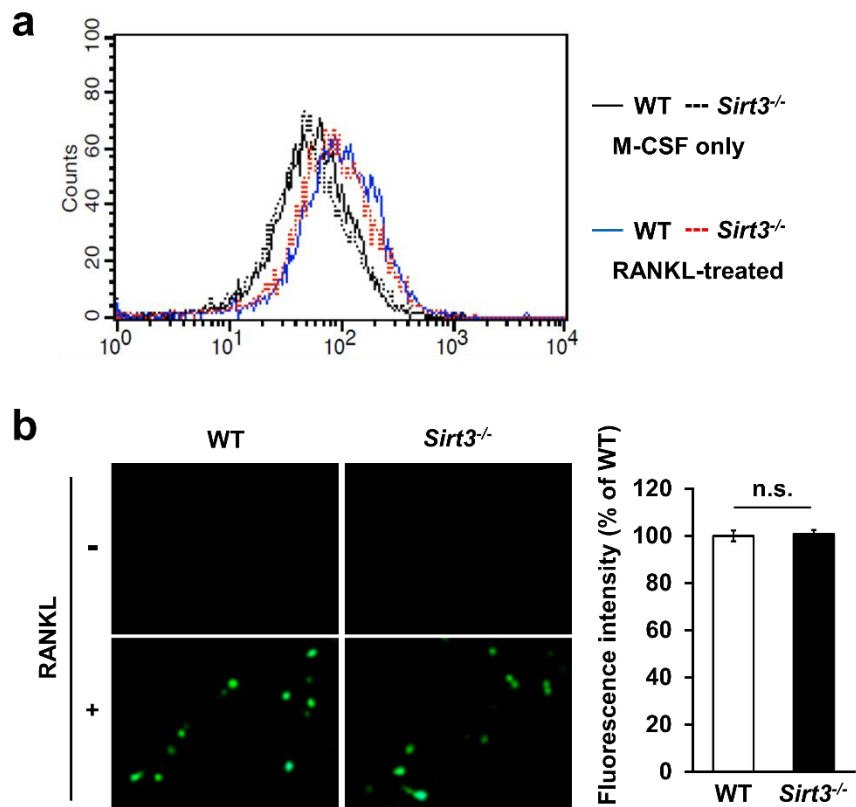 a
100
80
60
40
20
0
Counts
10⁰ 10¹ 10² 10³ 10⁴
WT Sirt3-/-
M-CSF only
WT Sirt3-/-
RANKL-treated
b
WT Sirt3-/-
RANKL
-
+
Fluorescence intensity (% of WT)
120
100
80
60
40
20
0
n.s.
WT Sirt3-/-